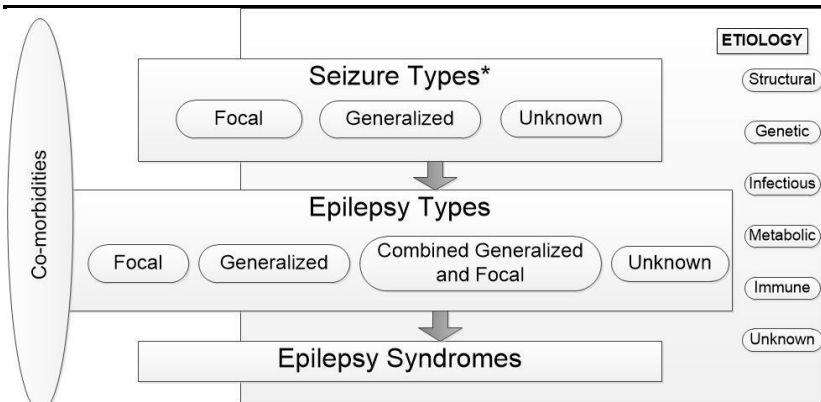 ETIOLOGY
Seizure Types*
Structural
Focal
Generalized
Unknown
Genetic
Co-morbidities
Infectious
Epilepsy Types
Metabolic
Focal
Generalized
Combined Generalized
and Focal
Unknown
Immune
Unknown
Epilepsy Syndromes